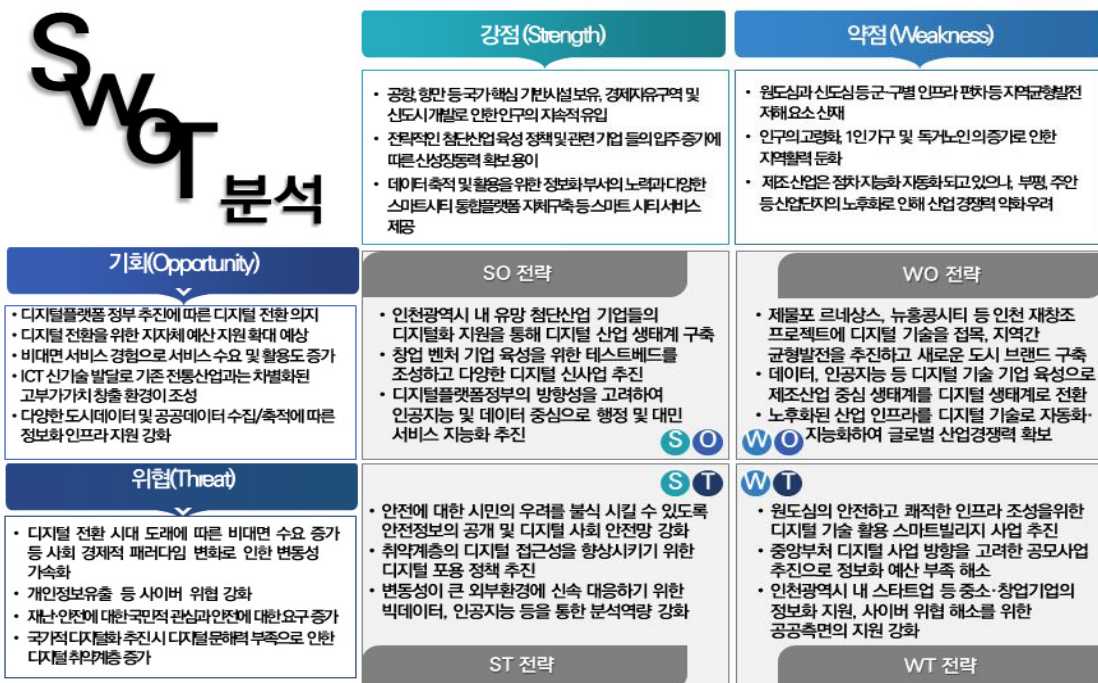 SWOT 분석
강점(Strength)
• 공항, 항만 등 국가 핵심 기반시설 보유, 경제자유구역 및
신도시 개발로 인한 인구의 지속적 유입
• 전략적인 첨단산업 육성 정책 및 관련 기업 들의 입주 증가에
따른 신성장동력 확보 용이
• 데이터 축적 및 활용을 위한 정보화 부서의 노력과 다양한
스마트시티 통합플랫폼 자체구축 등 스마트 시티 서비스
제공
약점(Weakness)
• 원도심과 신도심 등 군·구별 인프라 편차 등 지역균형발전
저해 요소 산재
• 인구의 고령화, 1인 가구 및 독거노인의 증가로 인한
지역활력 둔화
• 제조 산업은 점차 지능화 자동화 되고 있으나, 부평, 주안
등 산업단지의 노후화로 인해 산업 경쟁력 약화 우려
기회(Opportunity)
• 디지털플랫폼 정부 추진에 따른 디지털 전환 의지
• 디지털 전환을 위한 지자체 예산 지원 확대 예상
• 비대면 서비스 경험으로 서비스 수요 및 활용도 증가
• ICT 신기술 발달로 기존 전통산업과는 차별화된
고부가가치 창출 환경이 조성
• 다양한 도시데이터 및 공공데이터 수집/축적에 따른
정보화 인프라 지원 강화
SO 전략
• 인천광역시 내 유망 첨단산업 기업들의
디지털화 지원을 통해 디지털 산업 생태계 구축
• 창업 벤처 기업 육성을 위한 테스트베드를
조성하고 다양한 디지털 신사업 추진
• 디지털플랫폼정부의 방향성을 고려하여
인공지능 및 데이터 중심으로 행정 및 대민
서비스 지능화 추진
S O
WO 전략
• 제물포 르네상스, 뉴홍콩시티 등 인천 재창조
프로젝트에 디지털 기술을 접목, 지역간
균형발전을 추진하고 새로운 도시 브랜드 구축
• 데이터, 인공지능 등 디지털 기술 기업 육성으로
제조산업 중심 생태계를 디지털 생태계로 전환
• 노후화된 산업 인프라를 디지털 기술로 자동화·
지능화하여 글로벌 산업경쟁력 확보
W O
위협(Threat)
• 디지털 전환 시대 도래에 따른 비대면 수요 증가
등 사회 경제적 패러다임 변화로 인한 변동성
가속화
• 개인정보유출 등 사이버 위협 강화
• 재난·안전에 대한 국민적 관심과 안전에 대한 요구 증가
• 국가적 디지털화 추진시 디지털 문해력 부족으로 인한
디지털 취약계층 증가
S T
• 안전에 대한 시민의 우려를 불식 시킬 수 있도록
안전정보의 공개 및 디지털 사회 안전망 강화
• 취약계층의 디지털 접근성을 향상시키기 위한
디지털 포용 정책 추진
• 변동성이 큰 외부환경에 신속 대응하기 위한
빅데이터, 인공지능 등을 통한 분석역량 강화
ST 전략
W T
• 원도심의 안전하고 쾌적한 인프라 조성을위한
디지털 기술 활용 스마트빌리지 사업 추진
• 중앙부처 디지털 사업 방향을 고려한 공모사업
추진으로 정보화 예산 부족 해소
• 인천광역시 내 스타트업 등 중소·창업기업의
정보화 지원, 사이버 위협 해소를 위한
공공측면의 지원 강화
WT 전략